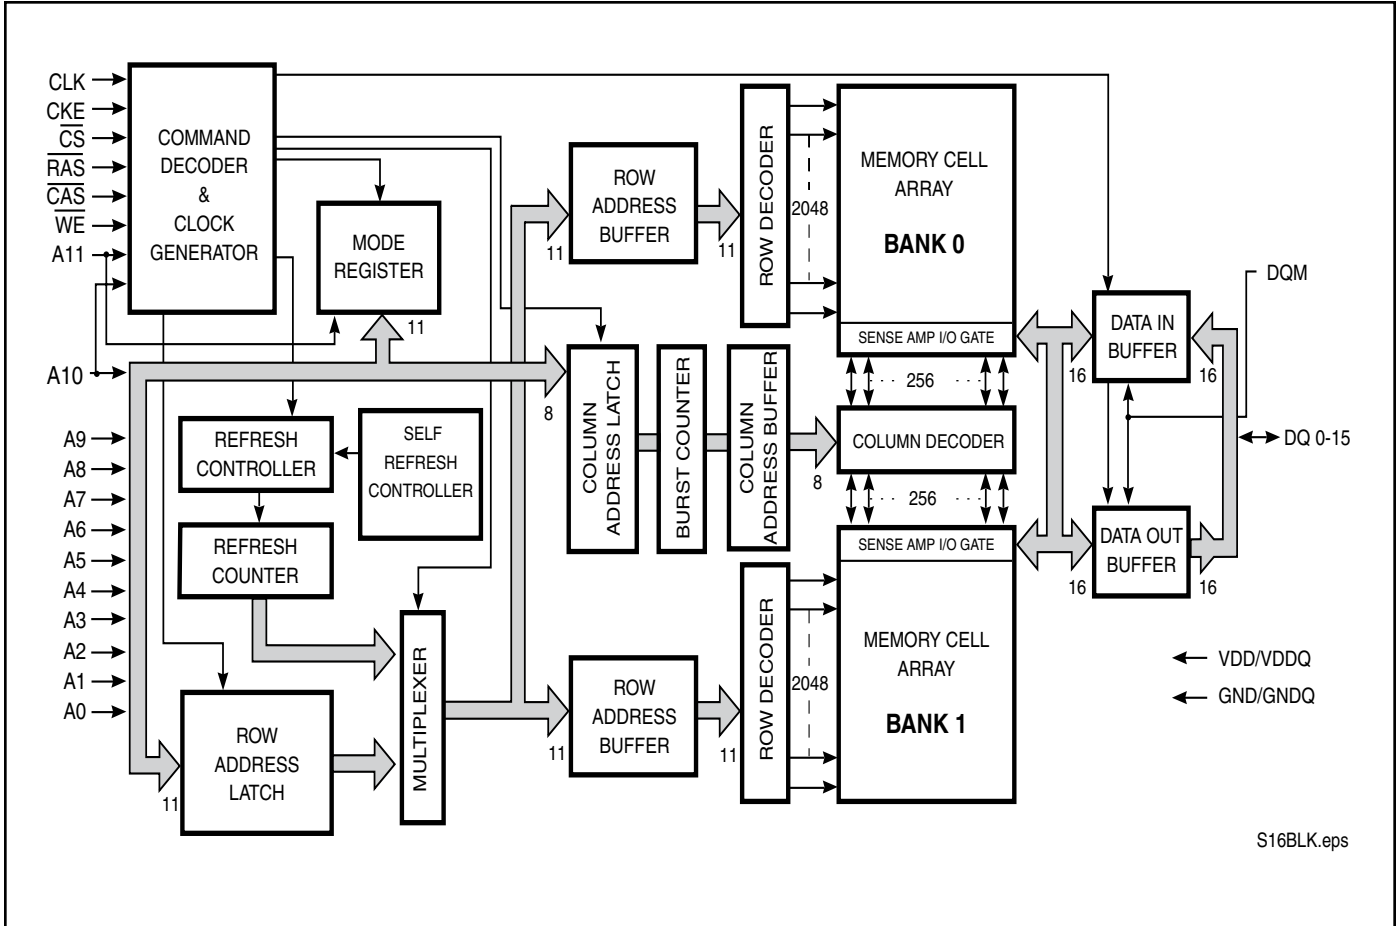 CLK
CKE
CS
RAS
CAS
WE
A11
A10
A9
A8
A7
A6
A5
A4
A3
A2
A1
A0
COMMAND
DECODER
&
CLOCK
GENERATOR
MODE
REGISTER
11
REFRESH
CONTROLLER
SELF
REFRESH
CONTROLLER
REFRESH
COUNTER
ROW
ADDRESS
LATCH
11
MULTIPLEXER
ROW
ADDRESS
BUFFER
11
11
COLUMN
ADDRESS LATCH
8
BURST COUNTER
COLUMN
ADDRESS BUFFER
8
ROW
ADDRESS
BUFFER
11
11
ROW DECODER
2048
MEMORY CELL
ARRAY
BANK 0
SENSE AMP I/O GATE
256
COLUMN DECODER
256
SENSE AMP I/O GATE
ROW DECODER
2048
MEMORY CELL
ARRAY
BANK 1
DATA IN
BUFFER
16
16
DATA OUT
BUFFER
16
16
DQM
DQ 0-15
VDD/VDDQ
GND/GNDQ
S16BLK.eps